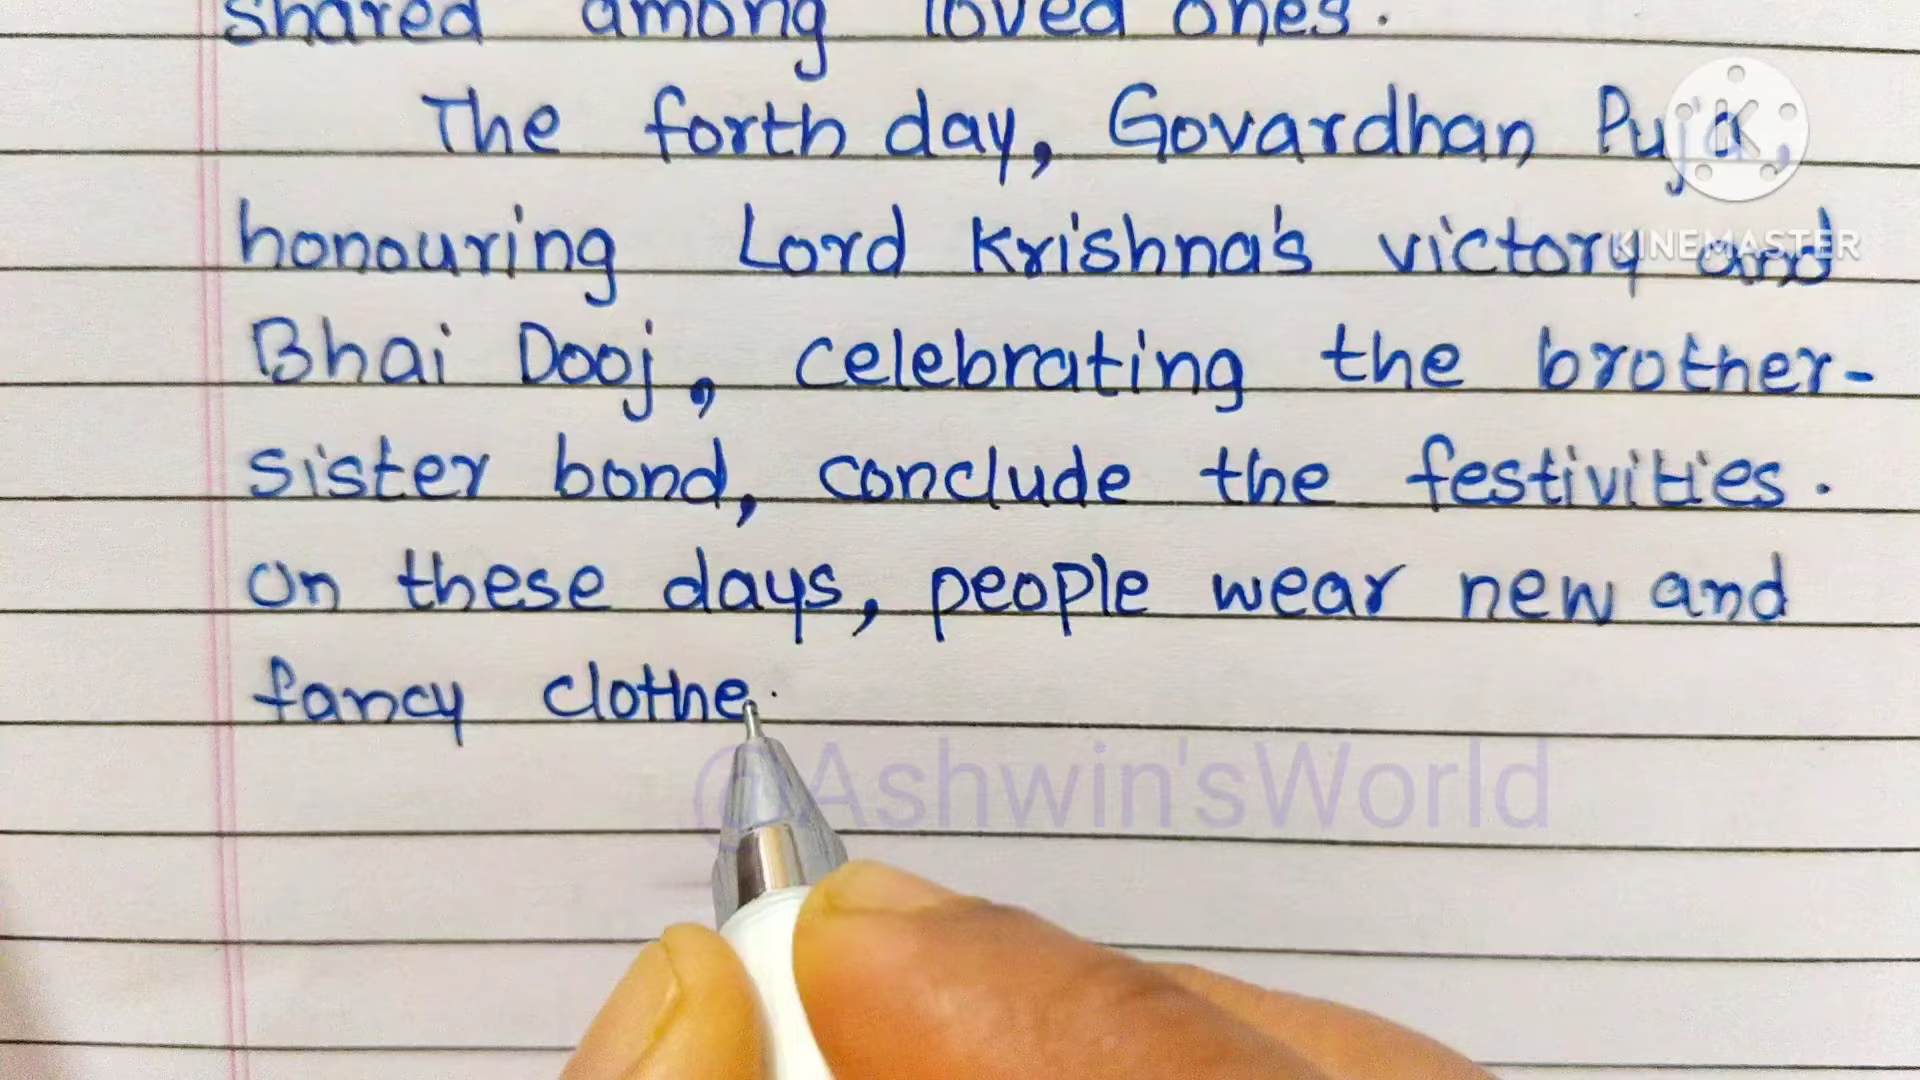 shared among loved ones.
The forth day, Govardhan Puja,
honouring Lord Krishna's victory and
Bhai Dooj, celebrating the brother-
sister bond, conclude the festivities.
On these days, people wear new and
fancy clothe.
K
KINEMASTER
@Ashwin'sWorld